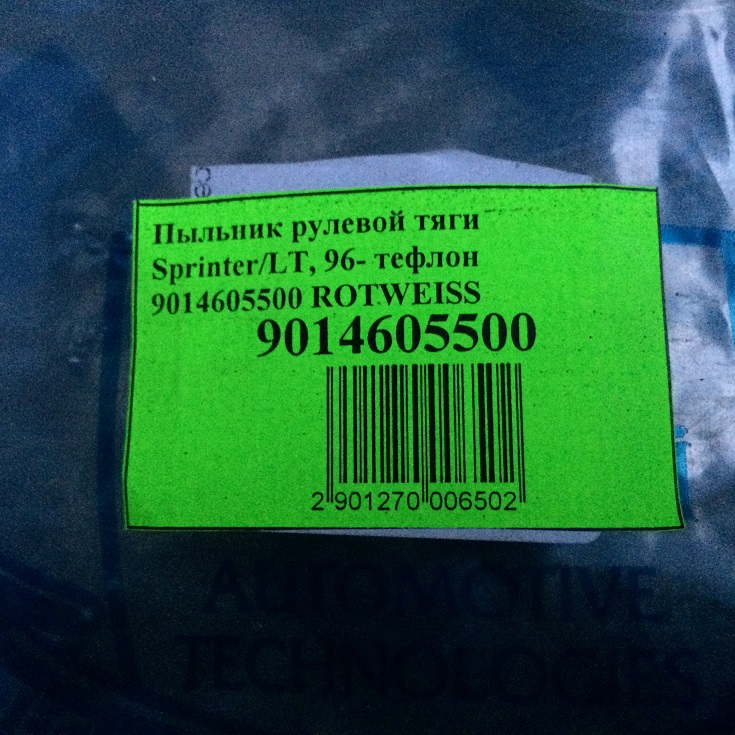 Пыльник рулевой тяги
Sprinter/LT, 96- тефлон
9014605500 ROTWEISS
9014605500
2 901270 006502
AUTOMOTIVE
TECHNOLOGIES